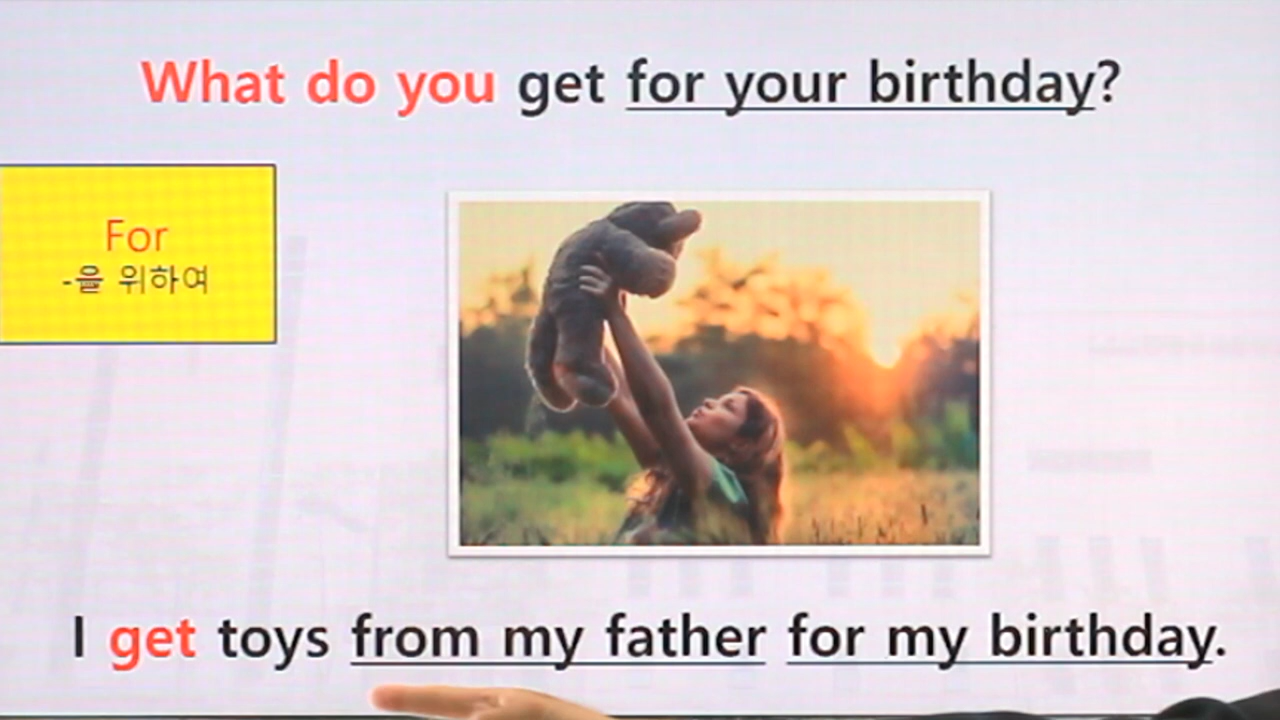 What do you get for your birthday?
For
-을 위하여
I get toys from my father for my birthday.